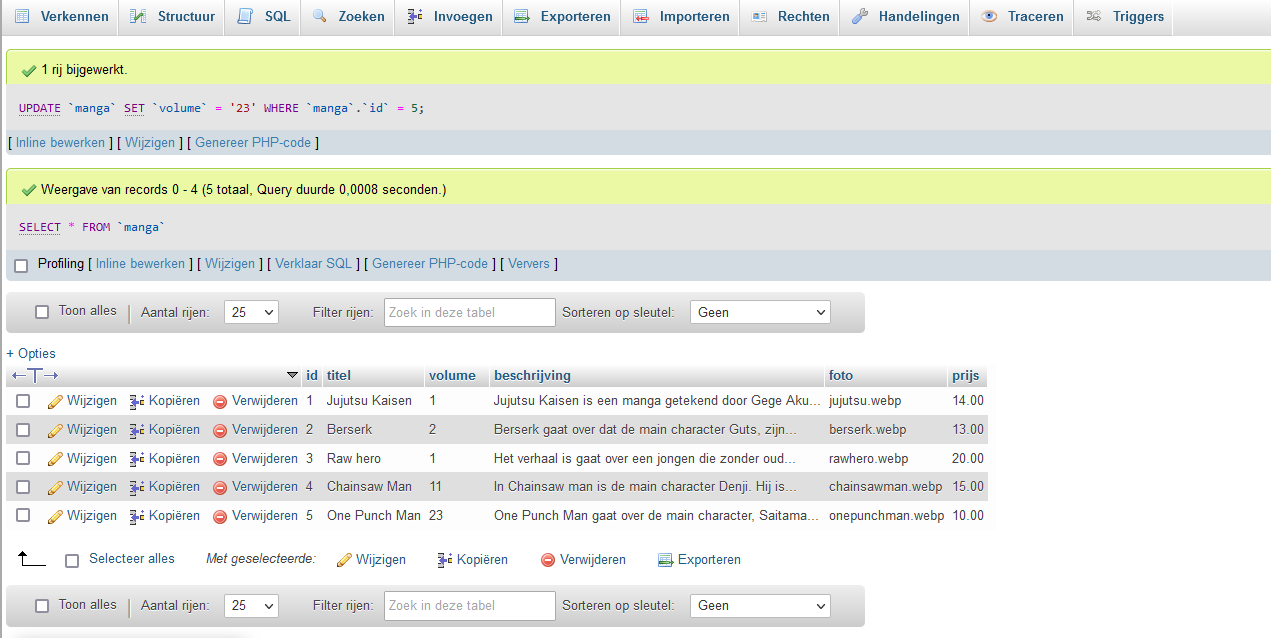 Verkennen Structuur SQL Zoeken Invoegen Exporteren Importeren Rechten Handelingen Traceren Triggers
1 rij bijgewerkt.
UPDATE `manga` SET `volume` = '23' WHERE `manga`.`id` = 5;
[ Inline bewerken ] [ Wijzigen ] [ Genereer PHP-code ]
Weergave van records 0 - 4 (5 totaal, Query duurde 0,0008 seconden.)
SELECT * FROM `manga`
Profiling [ Inline bewerken ] [ Wijzigen ] [ Verklaar SQL ] [ Genereer PHP-code ] [ Ververs ]
Toon alles Aantal rijen: 25 Filter rijen: Zoek in deze tabel Sorteren op sleutel: Geen
+ Opties
←T→ id titel volume beschrijving foto prijs
Wijzigen Kopiëren Verwijderen 1 Jujutsu Kaisen 1 Jujutsu Kaisen is een manga getekend door Gege Aku... jujutsu.webp 14.00
Wijzigen Kopiëren Verwijderen 2 Berserk 2 Berserk gaat over dat de main character Guts, zijn... berserk.webp 13.00
Wijzigen Kopiëren Verwijderen 3 Raw hero 1 Het verhaal is gaat over een jongen die zonder oud... rawhero.webp 20.00
Wijzigen Kopiëren Verwijderen 4 Chainsaw Man 11 In Chainsaw man is de main character Denji. Hij is... chainsawman.webp 15.00
Wijzigen Kopiëren Verwijderen 5 One Punch Man 23 One Punch Man gaat over de main character, Saitama... onepunchman.webp 10.00
Selecteer alles Met geselecteerde: Wijzigen Kopiëren Verwijderen Exporteren
Toon alles Aantal rijen: 25 Filter rijen: Zoek in deze tabel Sorteren op sleutel: Geen